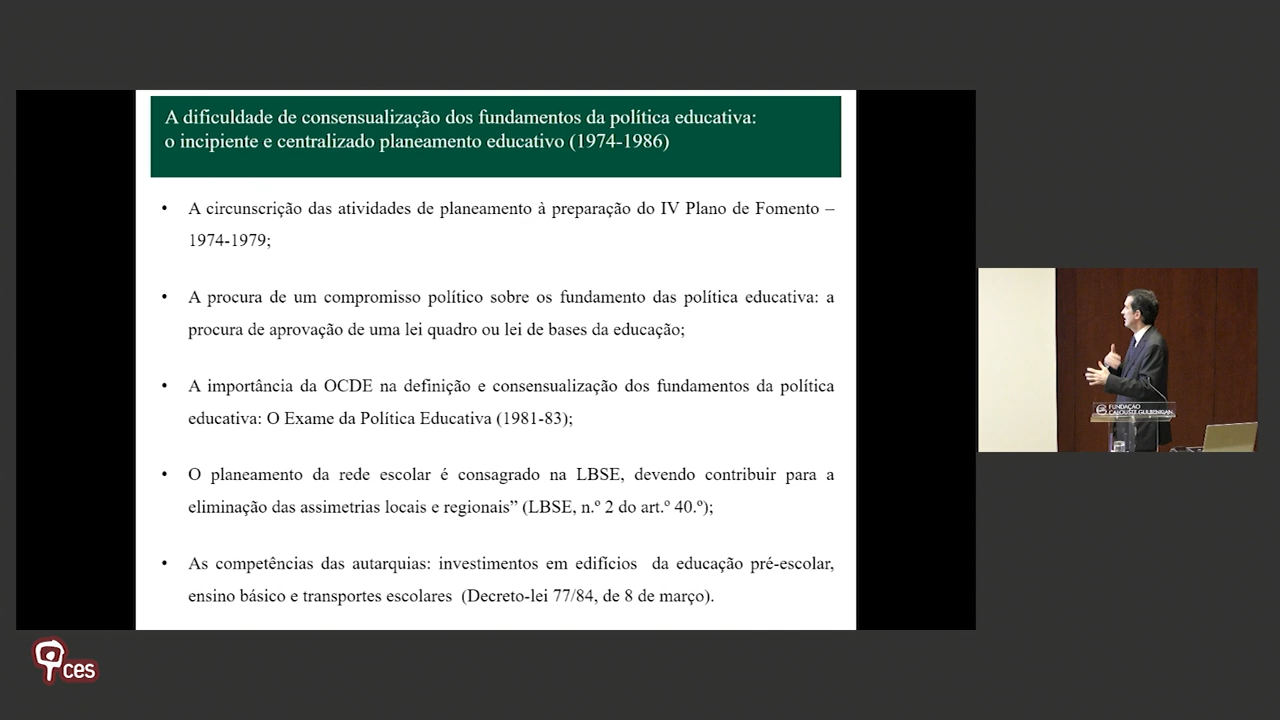 A dificuldade de consensualização dos fundamentos da política educativa:
o incipiente e centralizado planeamento educativo (1974-1986)
• A circunscrição das atividades de planeamento à preparação do IV Plano de Fomento –
1974-1979;
• A procura de um compromisso político sobre os fundamento das política educativa: a
procura de aprovação de uma lei quadro ou lei de bases da educação;
• A importância da OCDE na definição e consensualização dos fundamentos da política
educativa: O Exame da Política Educativa (1981-83);
• O planeamento da rede escolar é consagrado na LBSE, devendo contribuir para a
eliminação das assimetrias locais e regionais” (LBSE, n.º 2 do art.º 40.º);
• As competências das autarquias: investimentos em edifícios da educação pré-escolar,
ensino básico e transportes escolares (Decreto-lei 77/84, de 8 de março).
FUNDAÇÃO
CALOUSTE GULBENKIAN
ces